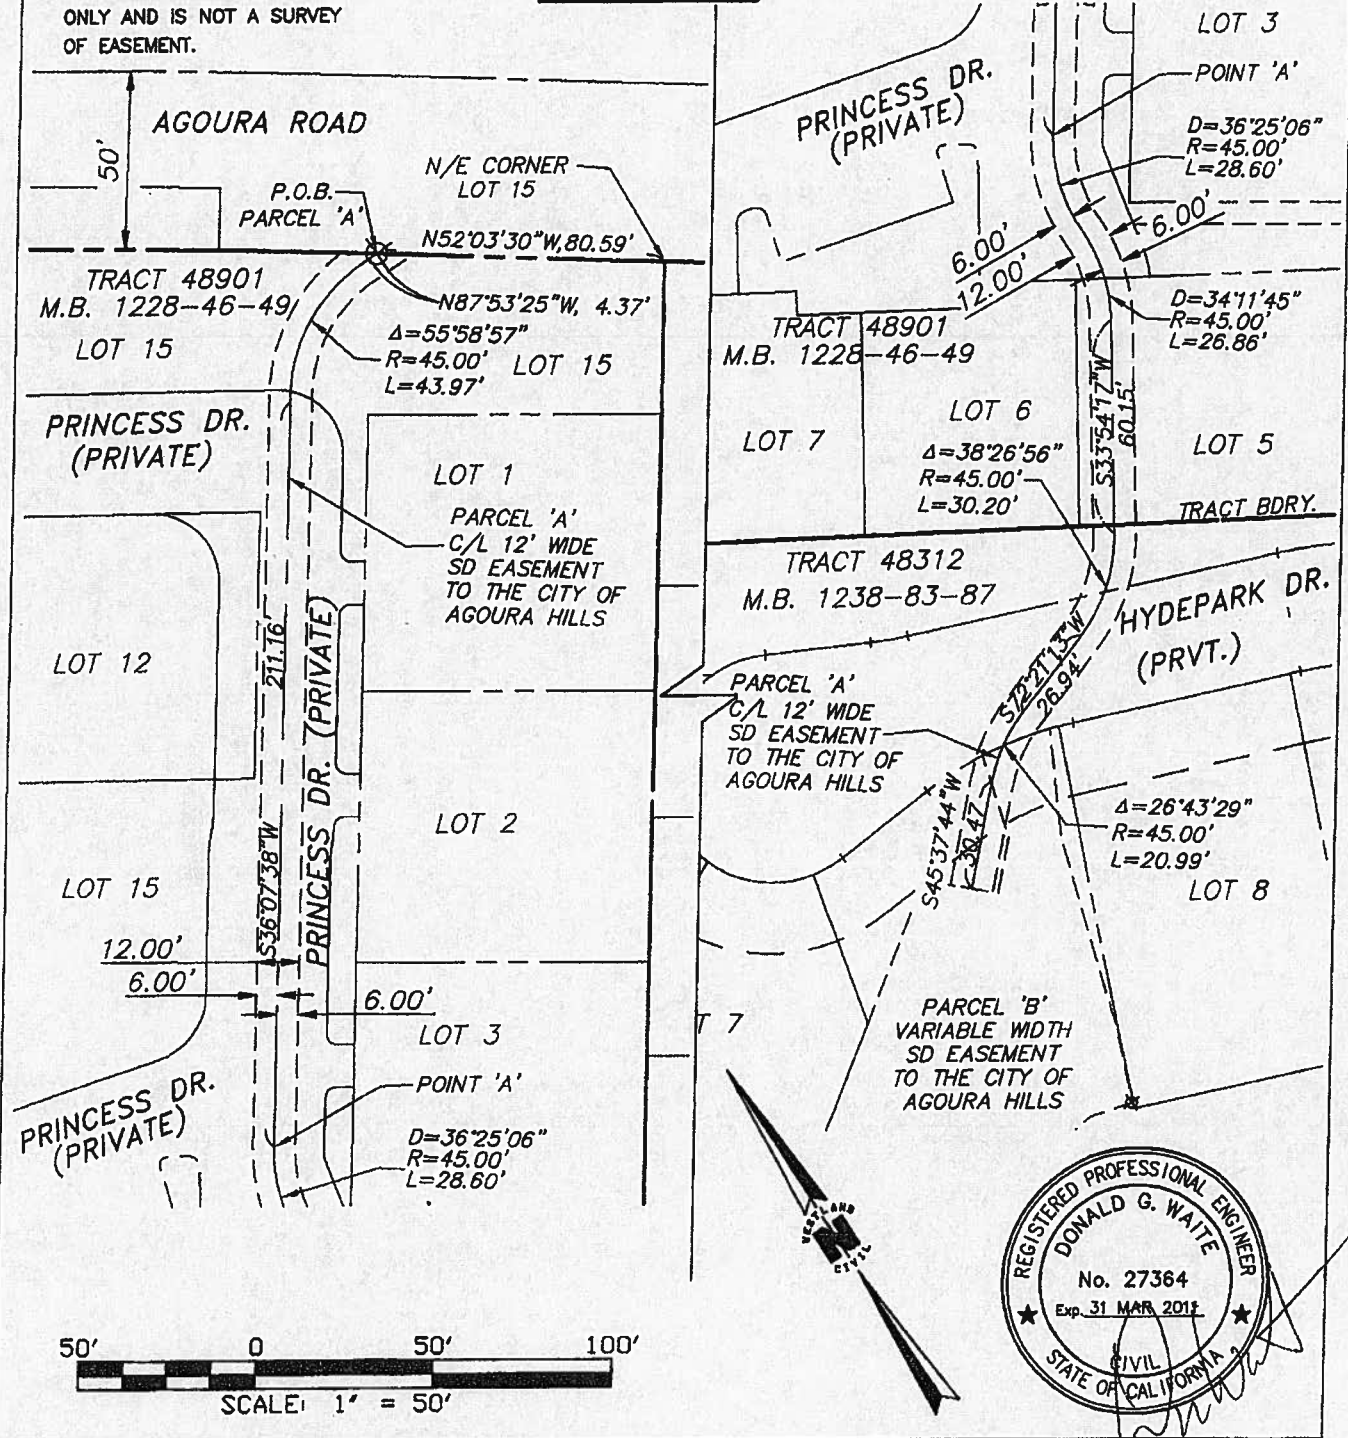 ONLY AND IS NOT A SURVEY
OF EASEMENT.
AGOURA ROAD
50'
N/E CORNER
LOT 15
P.O.B.
PARCEL 'A'
N52°03'30"W,80.59'
TRACT 48901
M.B. 1228-46-49
LOT 15
N87°53'25"W, 4.37'
Δ=55°58'57"
R=45.00'
L=43.97'
LOT 15
PRINCESS DR.
(PRIVATE)
LOT 1
PARCEL 'A'
C/L 12' WIDE
SD EASEMENT
TO THE CITY OF
AGOURA HILLS
LOT 12
211.16'
S36°07'38"W
PRINCESS DR. (PRIVATE)
LOT 2
LOT 15
12.00'
6.00'
6.00'
LOT 3
POINT 'A'
PRINCESS DR.
(PRIVATE)
D=36°25'06"
R=45.00'
L=28.60'
50'
0
50'
100'
SCALE: 1" = 50'
LOT 3
PRINCESS DR.
(PRIVATE)
POINT 'A'
D=36°25'06"
R=45.00'
L=28.60'
6.00'
6.00'
12.00'
D=34°11'45"
R=45.00'
L=26.86'
TRACT 48901
M.B. 1228-46-49
S33°54'17"W
60.15'
LOT 6
LOT 7
LOT 5
Δ=38°26'56"
R=45.00'
L=30.20'
TRACT BDRY.
TRACT 48312
M.B. 1238-83-87
HYDEPARK DR.
(PRVT.)
S72°21'13"W
26.94'
PARCEL 'A'
C/L 12' WIDE
SD EASEMENT
TO THE CITY OF
AGOURA HILLS
S45°37'44"W
30.47
Δ=26°43'29"
R=45.00'
L=20.99'
LOT 8
PARCEL 'B'
VARIABLE WIDTH
SD EASEMENT
TO THE CITY OF
AGOURA HILLS
T 7
WESTLAND
N
CIVIL
REGISTERED PROFESSIONAL ENGINEER
DONALD G. WAITE
No. 27364
Exp. 31 MAR 2011
CIVIL
STATE OF CALIFORNIA